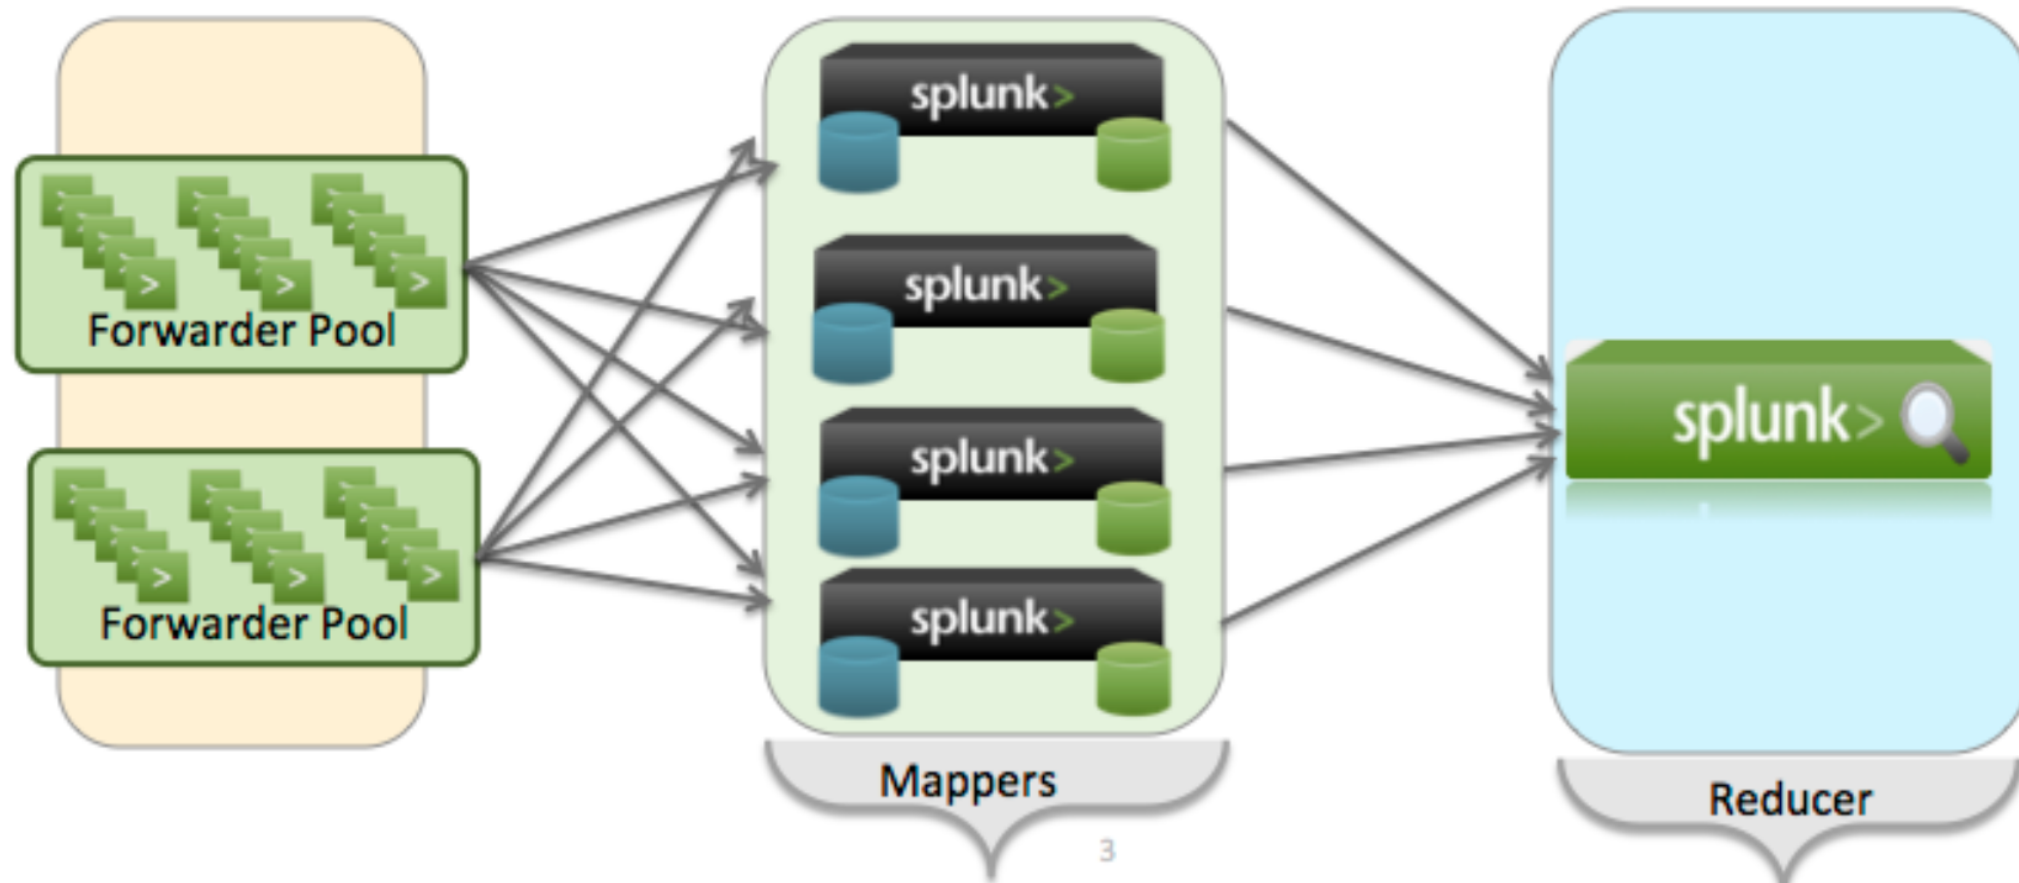 Forwarder Pool
Forwarder Pool
splunk>
splunk>
splunk>
splunk>
Mappers
3
splunk>
Reducer